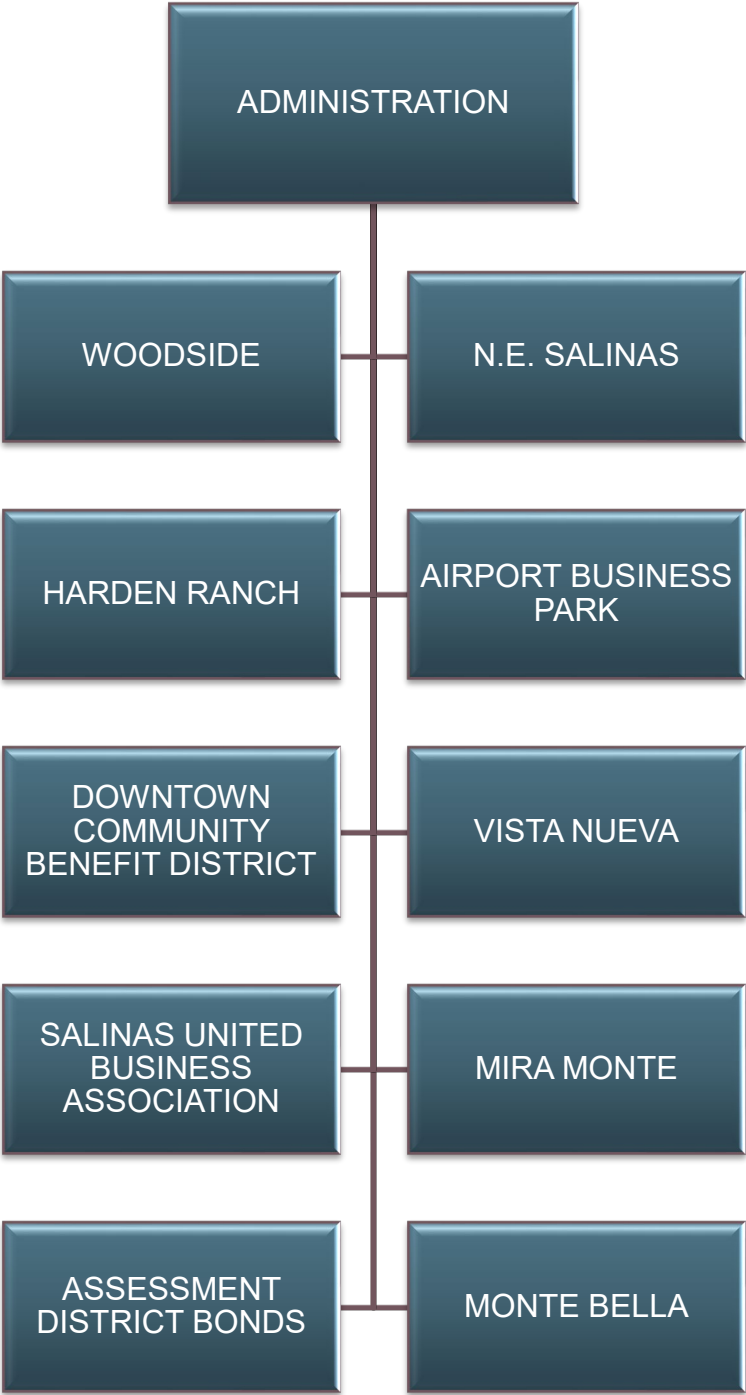 ADMINISTRATION
WOODSIDE
N.E. SALINAS
HARDEN RANCH
AIRPORT BUSINESS
PARK
DOWNTOWN
COMMUNITY
BENEFIT DISTRICT
VISTA NUEVA
SALINAS UNITED
BUSINESS
ASSOCIATION
MIRA MONTE
ASSESSMENT
DISTRICT BONDS
MONTE BELLA